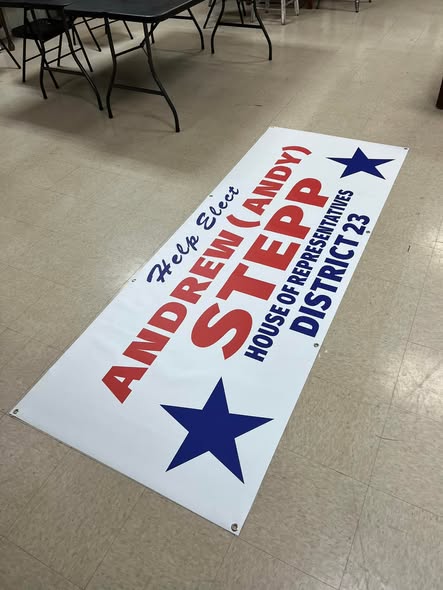 Help Elect
ANDREW (ANDY)
STEPP
HOUSE OF REPRESENTATIVES
DISTRICT 23